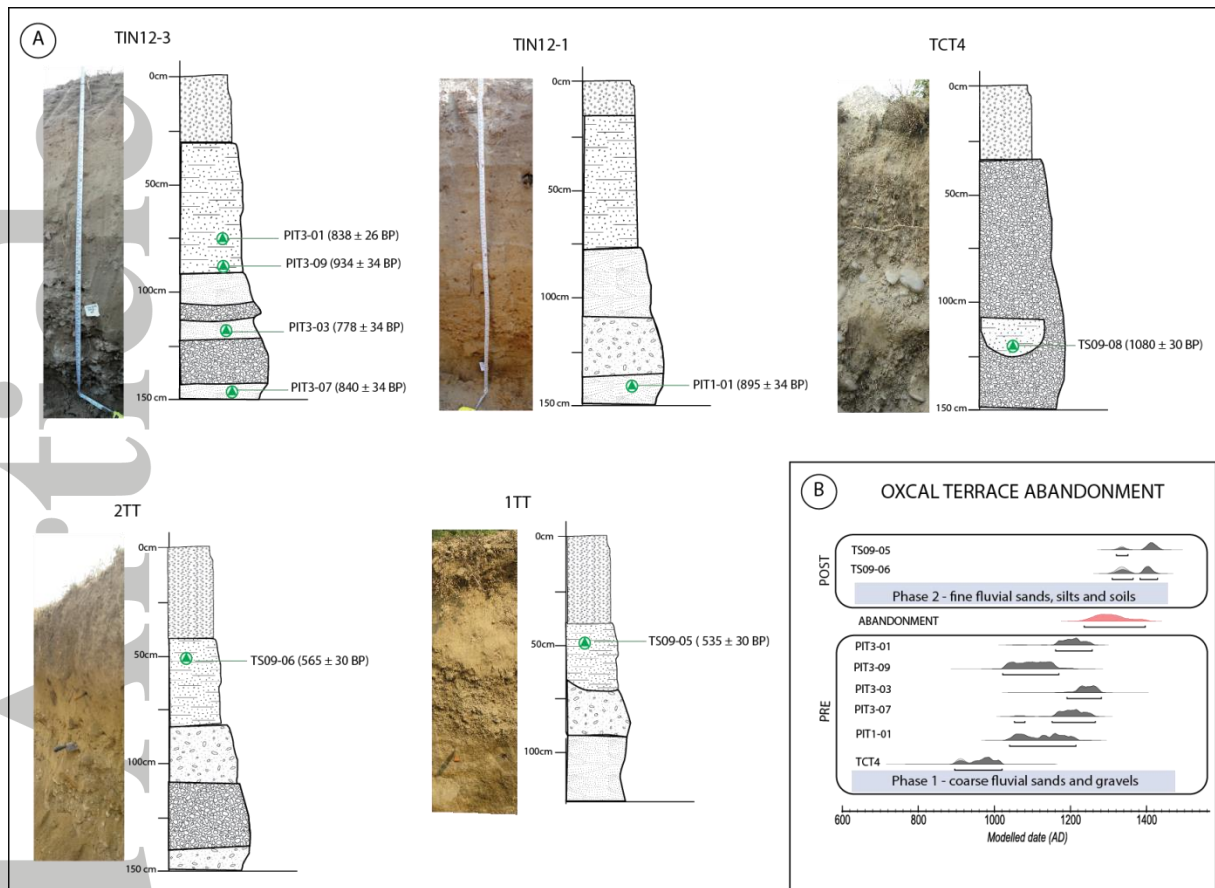 A
TIN12-3
TIN12-1
TCT4
0cm
50cm
100cm
150cm
PIT3-01 (838 ± 26 BP)
PIT3-09 (934 ± 34 BP)
PIT3-03 (778 ± 34 BP)
PIT3-07 (840 ± 34 BP)
0cm
50cm
100cm
150cm
PIT1-01 (895 ± 34 BP)
0cm
50cm
100cm
150 cm
TS09-08 (1080 ± 30 BP)
2TT
1TT
0cm
50cm
100cm
150 cm
TS09-06 (565 ± 30 BP)
0cm
50cm
100cm
TS09-05 ( 535 ± 30 BP)
B
OXCAL TERRACE ABANDONMENT
POST
TS09-05
TS09-06
Phase 2 - fine fluvial sands, silts and soils
ABANDONMENT
PRE
PIT3-01
PIT3-09
PIT3-03
PIT3-07
PIT1-01
TCT4
Phase 1 - coarse fluvial sands and gravels
600 800 1000 1200 1400
Modelled date (AD)